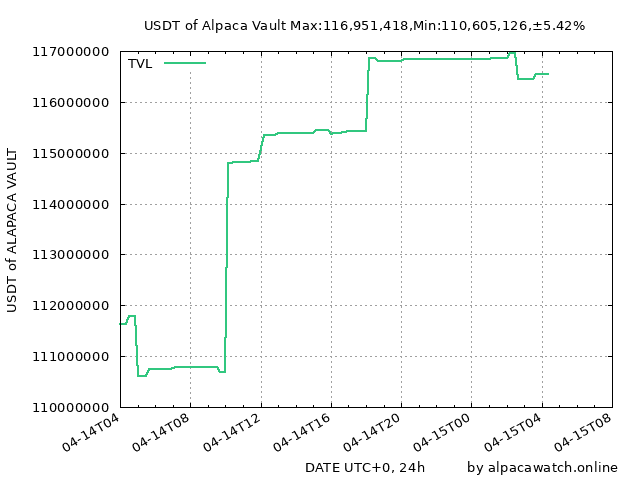 USDT of Alpaca Vault Max:116,951,418,Min:110,605,126,±5.42%
117000000
TVL
116000000
115000000
114000000
113000000
112000000
111000000
110000000
USDT of ALAPACA VAULT
04-14T04
04-14T08
04-14T12
04-14T16
04-14T20
04-15T00
04-15T04
04-15T08
DATE UTC+0, 24h
by alpacawatch.online